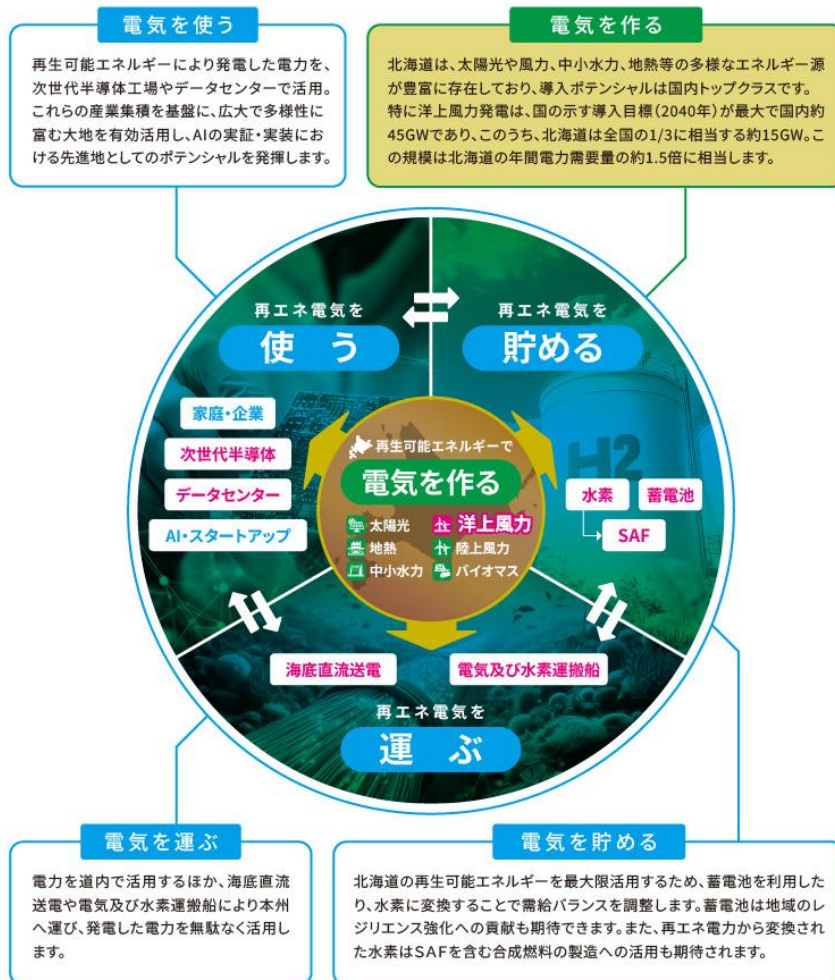 電気を使う
再生可能エネルギーにより発電した電力を、
次世代半導体工場やデータセンターで活用。
これらの産業集積を基盤に、広大で多様性に
富む大地を有効活用し、AIの実証・実装にお
ける先進地としてのポテンシャルを発揮します。
電気を作る
北海道は、太陽光や風力、中小水力、地熱等の多様なエネルギー源
が豊富に存在しており、導入ポテンシャルは国内トップクラスです。
特に洋上風力発電は、国の示す導入目標(2040年)が最大で国内約
45GWであり、このうち、北海道は全国の1/3に相当する約15GW。こ
の規模は北海道の年間電力需要量の約1.5倍に相当します。
再エネ電気を
使う
再エネ電気を
貯める
家庭・企業
次世代半導体
データセンター
AI・スタートアップ
再生可能エネルギーで
電気を作る
太陽光
洋上風力
地熱
陸上風力
中小水力
バイオマス
H2
水素
蓄電池
SAF
海底直流送電
電気及び水素運搬船
再エネ電気を
運ぶ
電気を運ぶ
電力を道内で活用するほか、海底直流
送電や電気及び水素運搬船により本州
へ運び、発電した電力を無駄なく活用し
ます。
電気を貯める
北海道の再生可能エネルギーを最大限活用するため、蓄電池を利用した
り、水素に変換することで需給バランスを調整します。蓄電池は地域のレ
ジリエンス強化への貢献も期待できます。また、再エネ電力から変換され
た水素はSAFを含む合成燃料の製造への活用も期待されます。